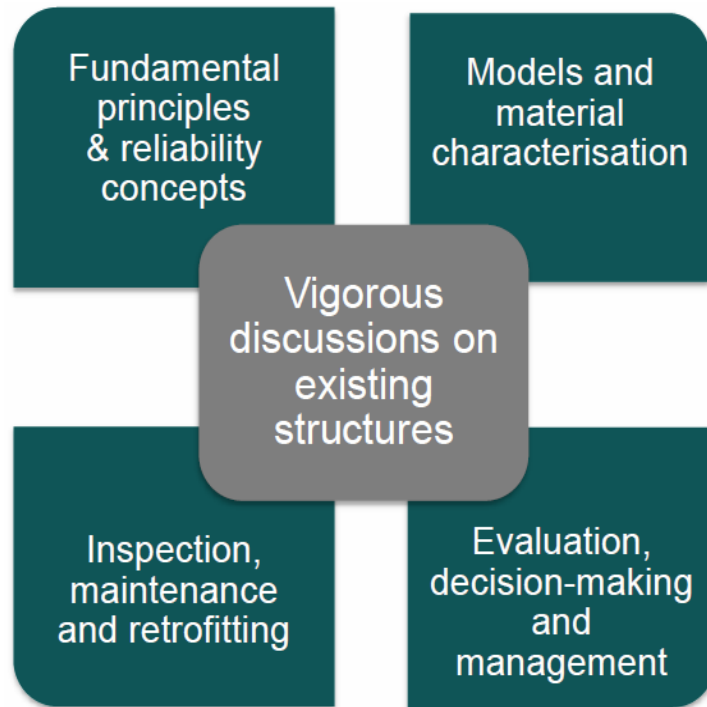 Fundamental
principles
& reliability
concepts
Models and
material
characterisation
Vigorous
discussions on
existing
structures
Inspection,
maintenance
and retrofitting
Evaluation,
decision-making
and
management